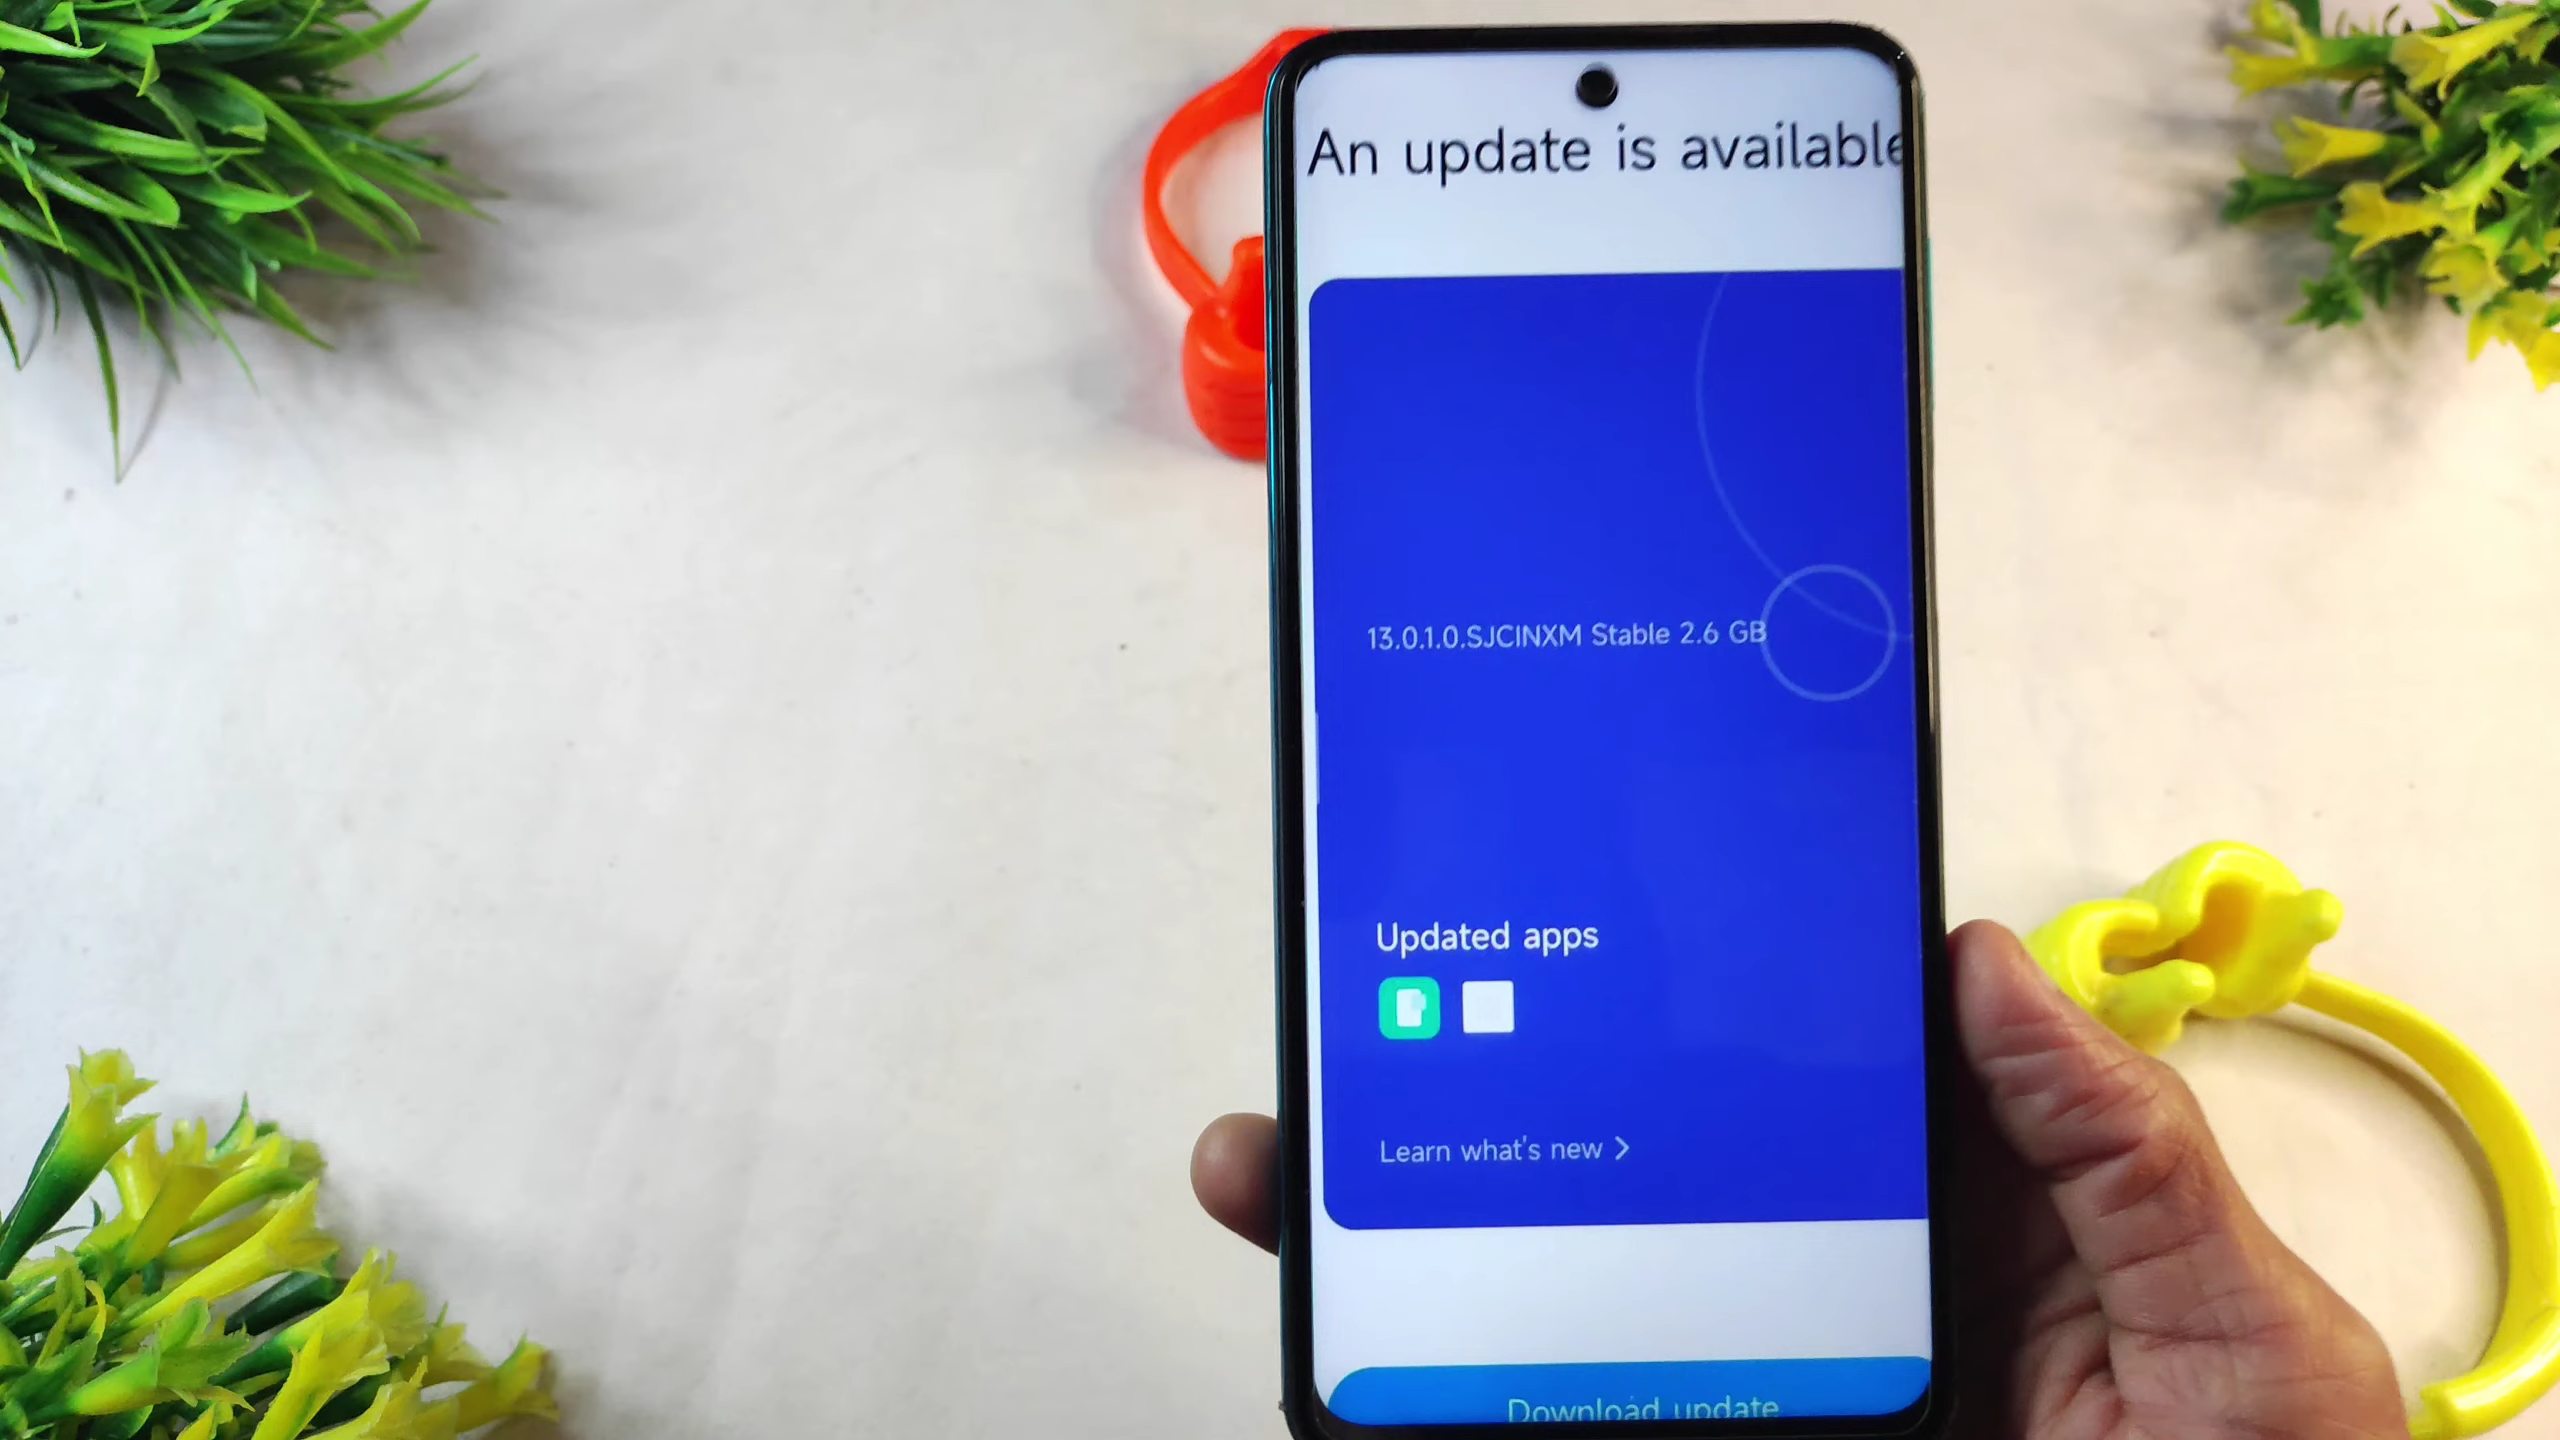 An update is available
13.0.1.0.SJCINXM Stable 2.6 GB
Updated apps
Learn what's new >
Download update